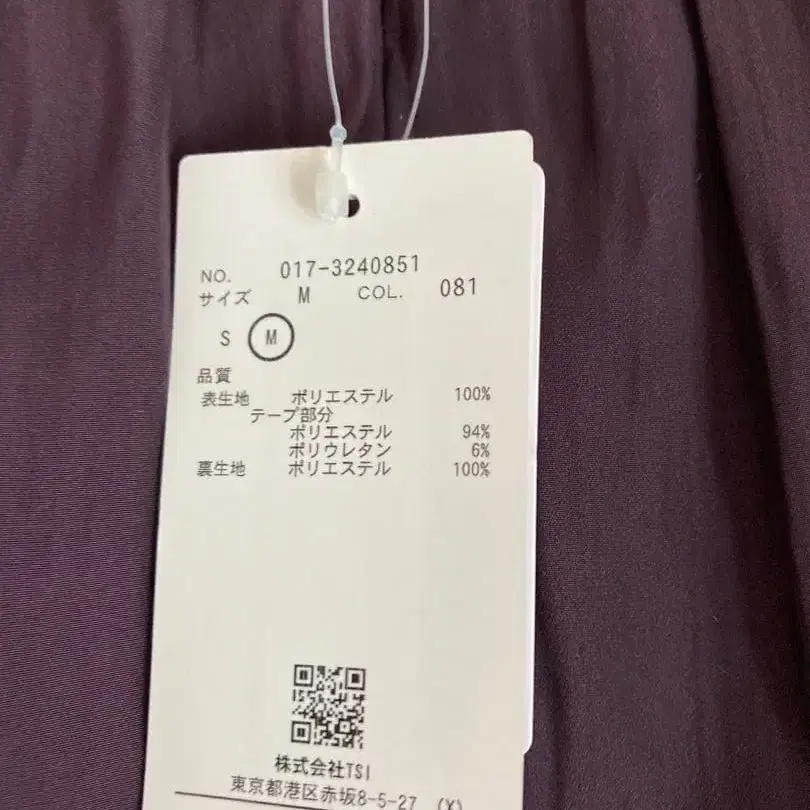 NO. 017-3240851
サイズ M COL. 081
S M
品質
表生地 ポリエステル 100%
テープ部分
ポリエステル 94%
ポリウレタン 6%
裏生地 ポリエステル 100%
株式会社TSI
東京都港区赤坂8-5-27 (X)